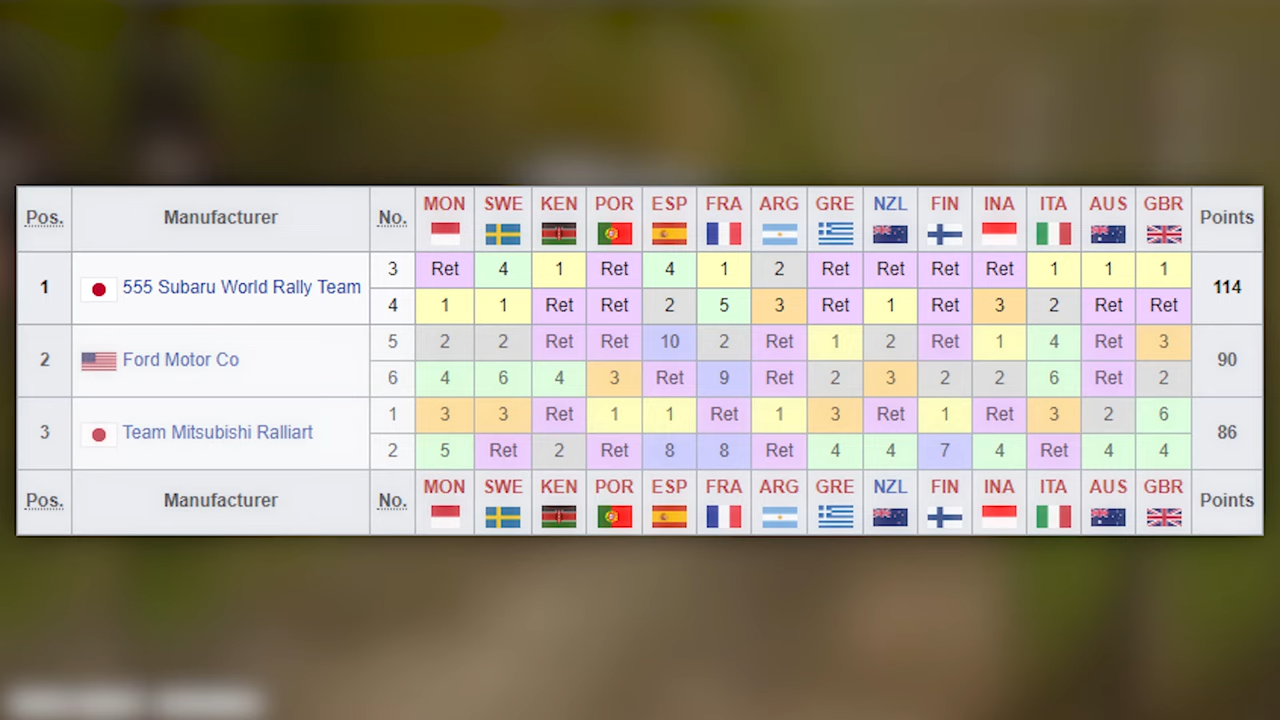 Pos. Manufacturer No. MON SWE KEN POR ESP FRA ARG GRE NZL FIN INA ITA AUS GBR Points
1 555 Subaru World Rally Team 3 Ret 4 1 Ret 4 1 2 Ret Ret Ret Ret 1 1 1 114
4 1 1 Ret Ret 2 5 3 Ret 1 Ret 3 2 Ret Ret
2 Ford Motor Co 5 2 2 Ret Ret 10 2 Ret 1 2 Ret 1 4 Ret 3 90
6 4 6 4 3 Ret 9 Ret 2 3 2 2 6 Ret 2
3 Team Mitsubishi Ralliart 1 3 3 Ret 1 1 Ret 1 3 Ret 1 Ret 3 2 6 86
2 5 Ret 2 Ret 8 8 Ret 4 4 7 4 Ret 4 4
Pos. Manufacturer No. MON SWE KEN POR ESP FRA ARG GRE NZL FIN INA ITA AUS GBR Points